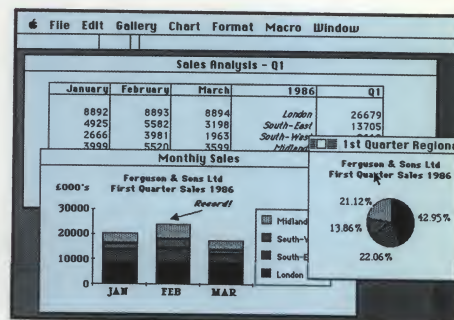 File Edit Gallery Chart Format Macro Window
Sales Analysis - Q1
January February March 1986 Q1
8892 8893 8894 London 26679
4925 5582 3198 South-East 13705
2666 3981 1963 South-West
3999 5520 3599 Midland
Monthly Sales
Ferguson & Sons Ltd
First Quarter Sales 1986
£000's
Record!
30000
20000
10000
0
JAN FEB MAR
Midland
South-
South-
London
1st Quarter Region
Ferguson & Sons Ltd
First Quarter Sales 1986
21.12%
42.95%
13.86%
22.06%